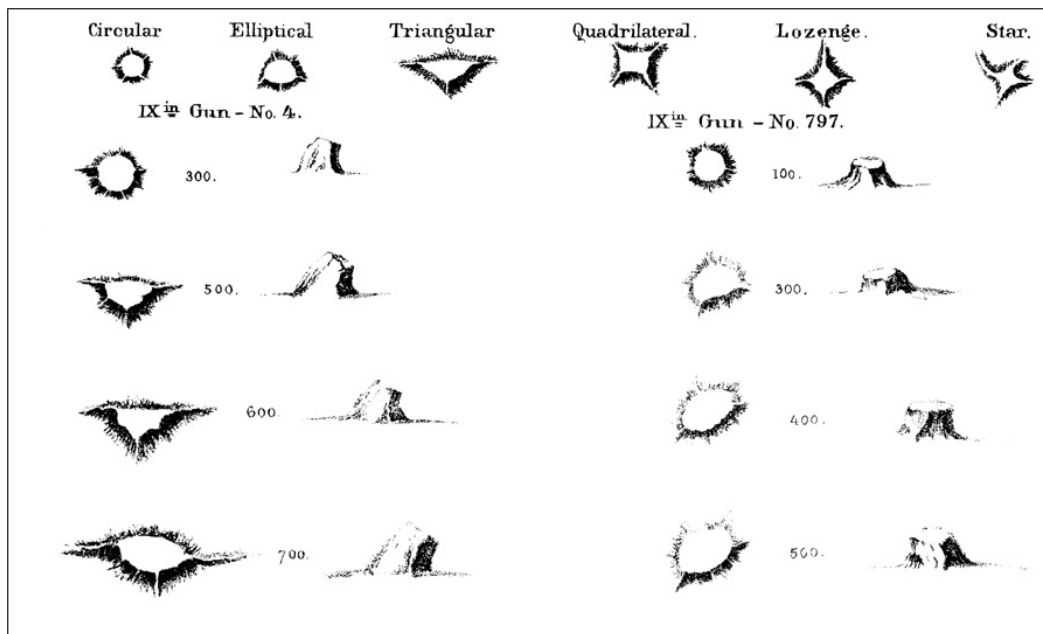 Circular Elliptical Triangular Quadrilateral. Lozenge. Star.
IXin Gun - No. 4. IXin Gun - No. 797.
300. 100.
500. 300.
600. 400.
700. 500.